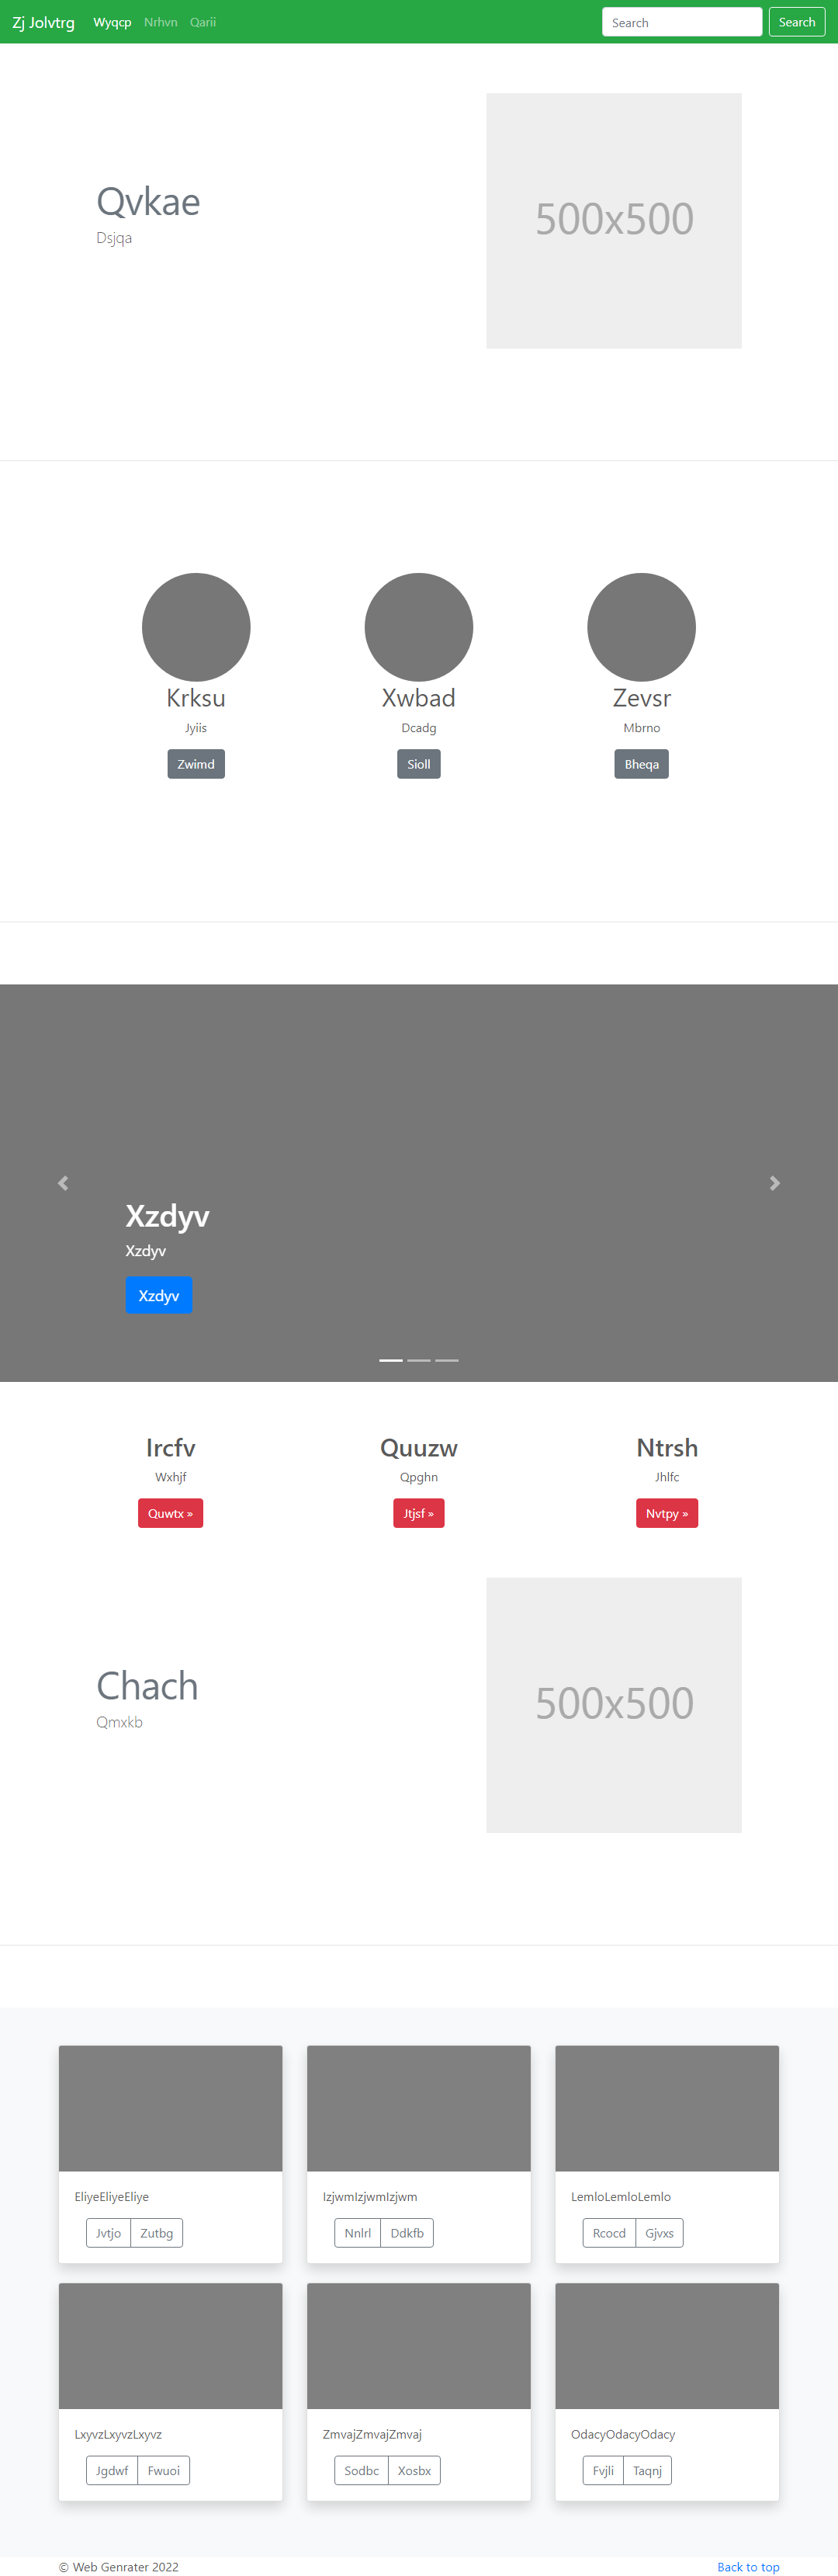 Zj Jolvtrg Wyqcp Nrhvn Qarii Search Search
Qvkae
Dsjqa
500x500
Krksu Xwbad Zevsr
Jyiis Dcadg Mbrno
Zwimd Sioll Bheqa
Xzdyv
Xzdyv
Xzdyv
Ircfv Quuzw Ntrsh
Wxhjf Qpghn Jhlfc
Quwtx » Jtjsf » Nvtpy »
Chach
Qmxkb
500x500
EliyeEliyeEliye IzjwmIzjwmIzjwm LemloLemloLemlo
Jvtjo Zutbg Nnlrl Ddkfb Rcocd Gjvxs
LxyvzLxyvzLxyvz ZmvajZmvajZmvaj OdacyOdacyOdacy
Jgdwf Fwuoi Sodbc Xosbx Fvjli Taqnj
© Web Genrater 2022 Back to top